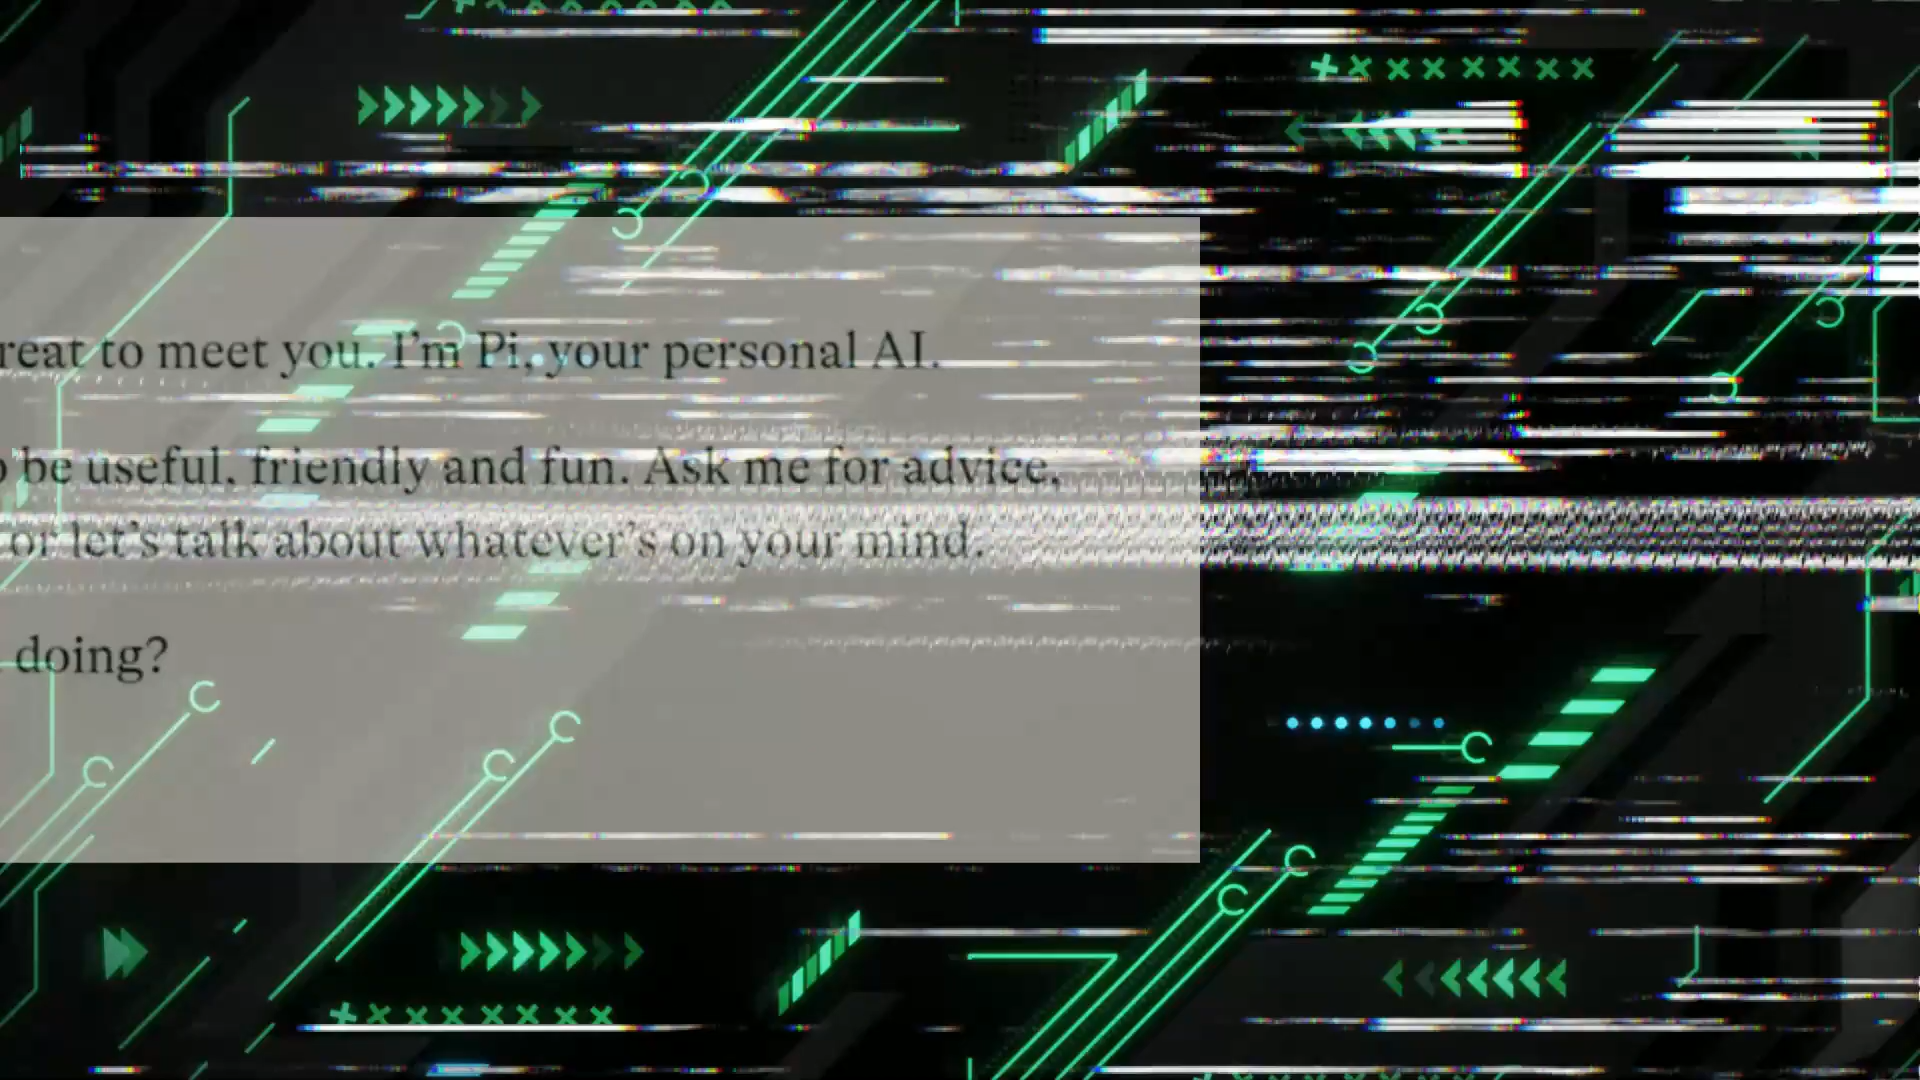 to meet you. I'm Pi, your personal AI.
be useful, friendly and fun. Ask me for advice,
or let's talk about whatever's on your mind.
doing?